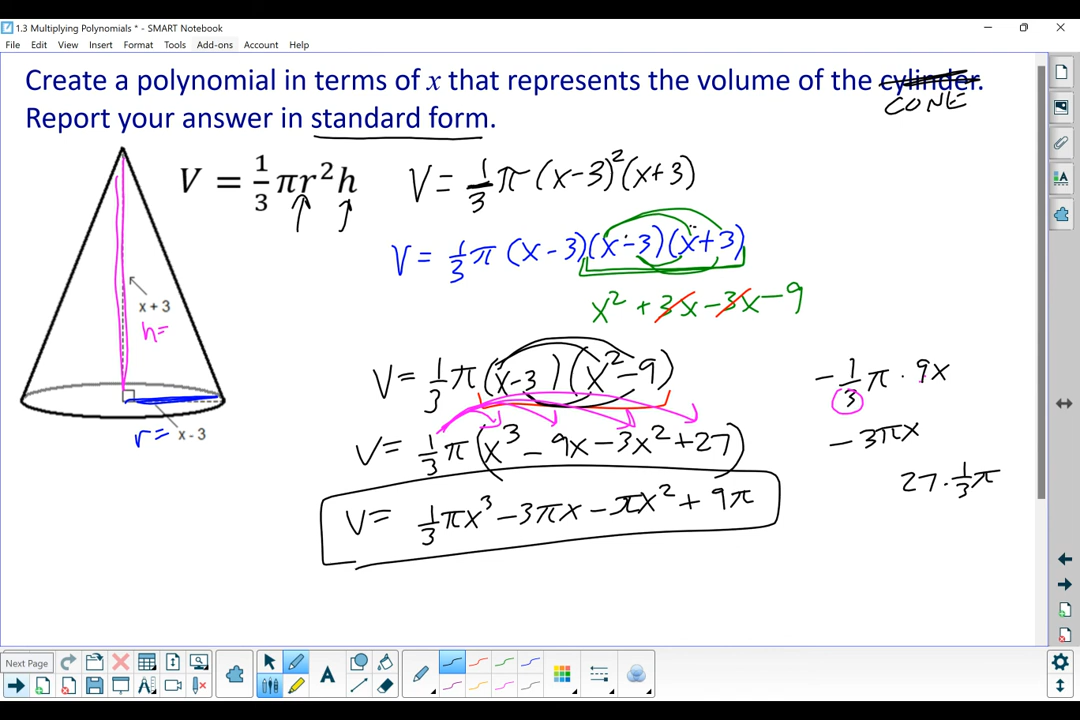 1.3 Multiplying Polynomials * - SMART Notebook
File Edit View Insert Format Tools Add-ons Account Help
Create a polynomial in terms of x that represents the volume of the cylinder.
CONE
Report your answer in standard form.
V = 1/3 πr²h
V = 1/3 π (x-3)²(x+3)
V = 1/3 π (x-3)(x-3)(x+3)
x² + 3x - 3x - 9
x + 3
h=
r= x - 3
V = 1/3 π (x-3)(x²-9)
- 1/3 π · 9x
V = 1/3 π (x³ - 9x - 3x² + 27)
- 3πx
27 · 1/3 π
V = 1/3 πx³ - 3πx - πx² + 9π
Next Page